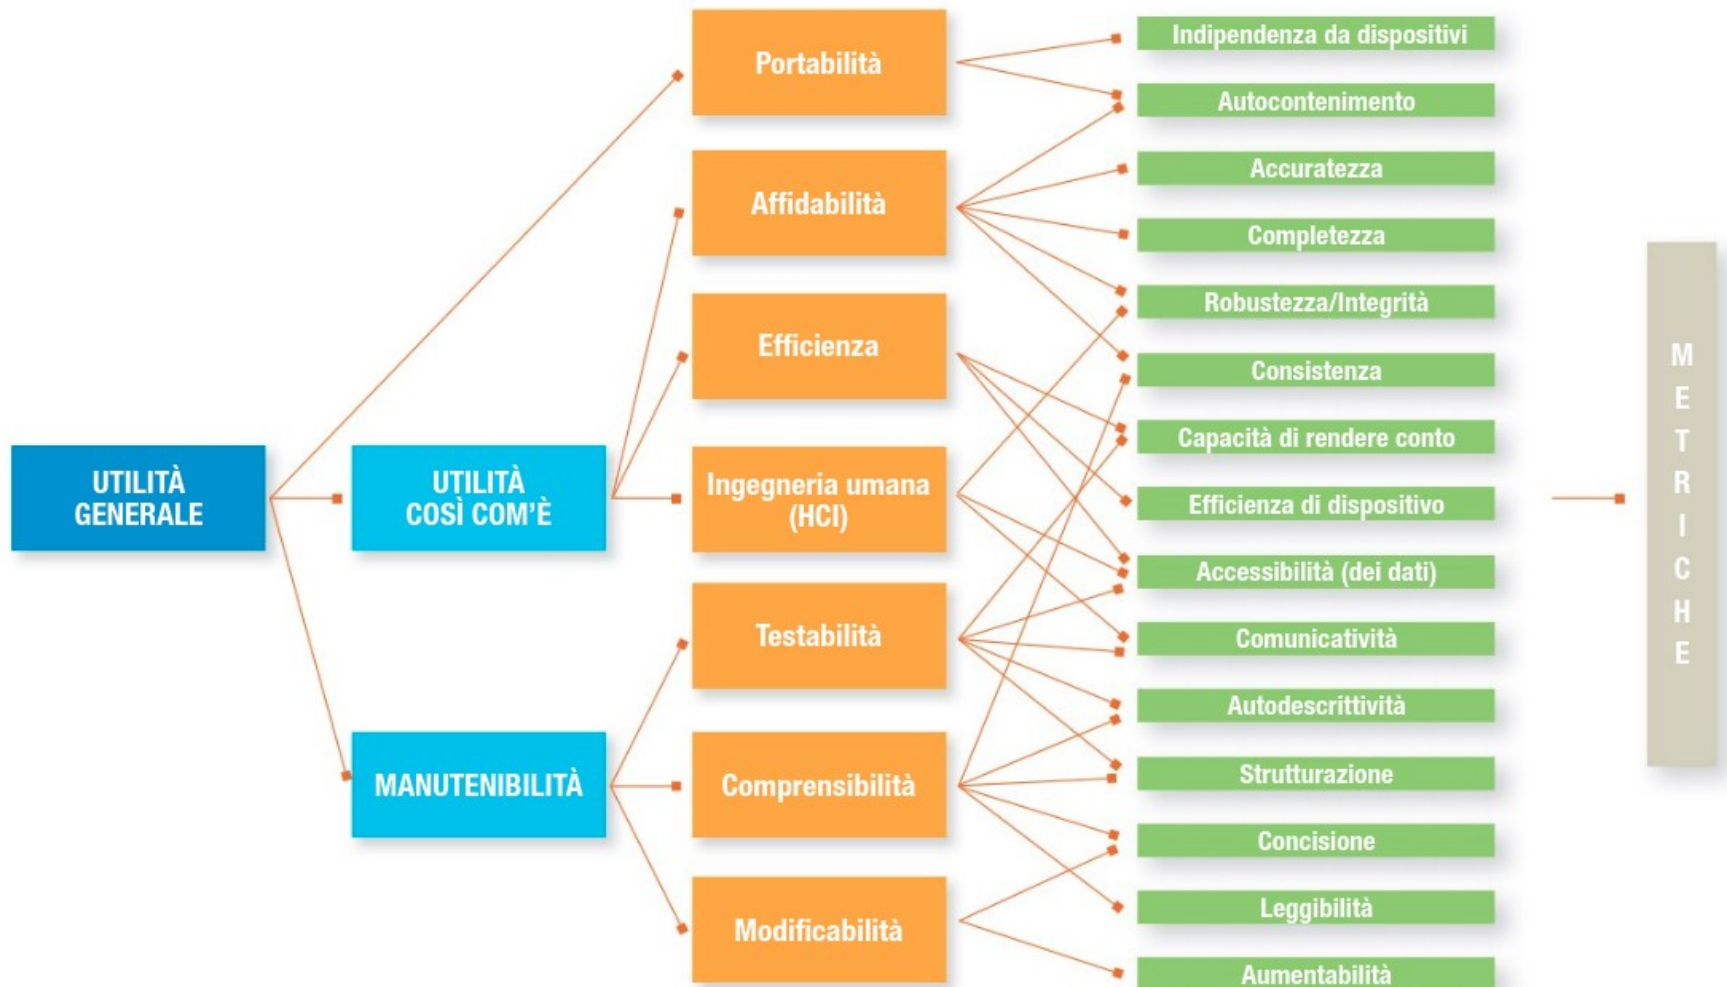 UTILITÀ
GENERALE
UTILITÀ
COSÌ COM'È
MANUTENIBILITÀ
Portabilità
Affidabilità
Efficienza
Ingegneria umana
(HCI)
Testabilità
Comprensibilità
Modificabilità
Indipendenza da dispositivi
Autocontenimento
Accuratezza
Completezza
Robustezza/Integrità
Consistenza
Capacità di rendere conto
Efficienza di dispositivo
Accessibilità (dei dati)
Comunicatività
Autodescrittività
Strutturazione
Concisione
Leggibilità
Aumentabilità
METRICHE